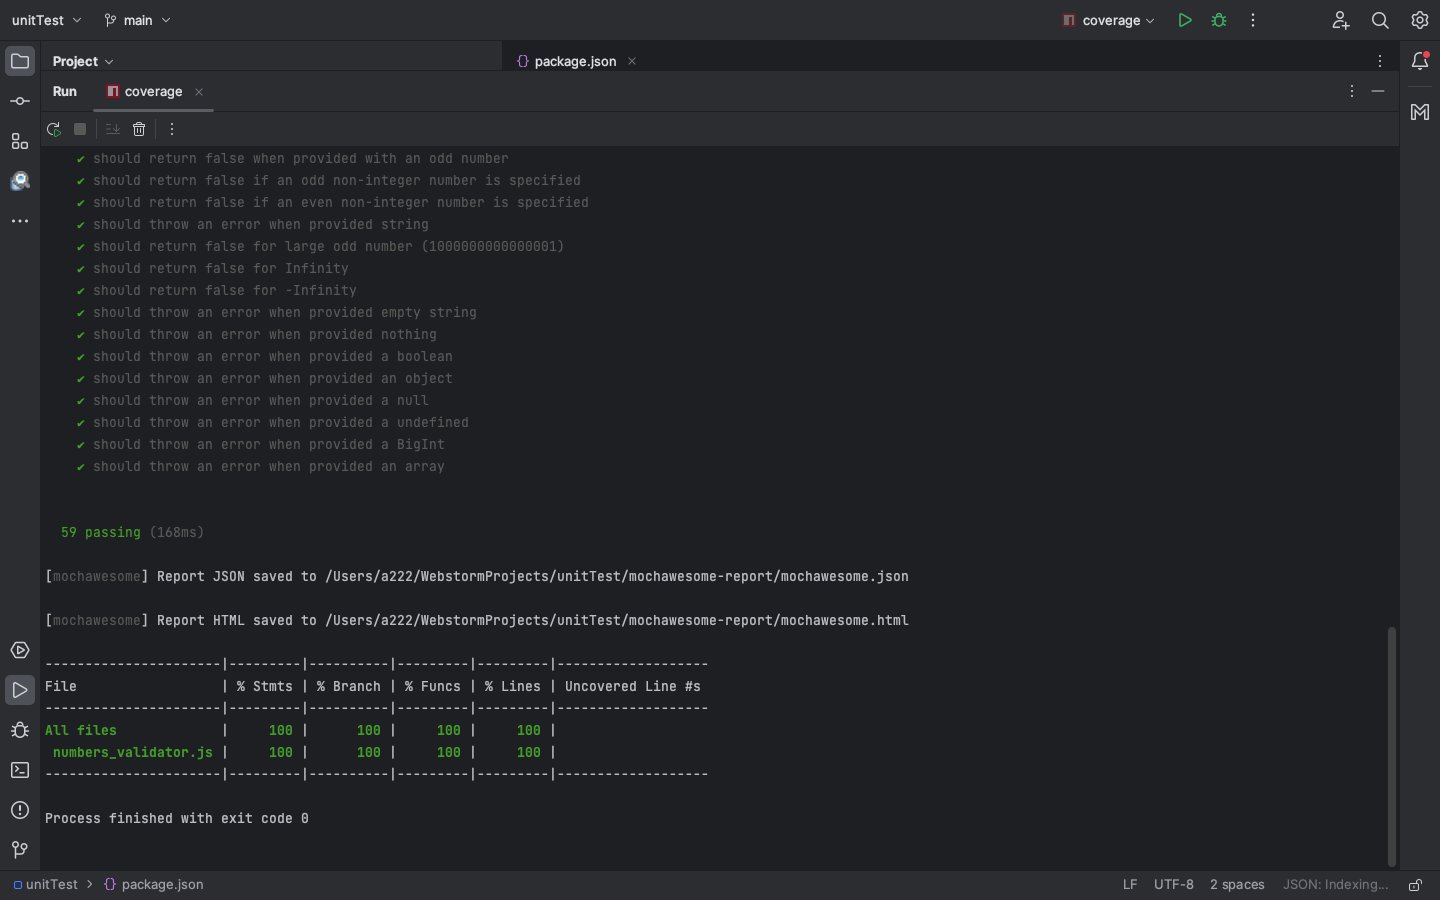 unitTest main coverage
Project package.json
Run coverage
✔ should return false when provided with an odd number
✔ should return false if an odd non-integer number is specified
✔ should return false if an even non-integer number is specified
✔ should throw an error when provided string
✔ should return false for large odd number (1000000000000001)
✔ should return false for Infinity
✔ should return false for -Infinity
✔ should throw an error when provided empty string
✔ should throw an error when provided nothing
✔ should throw an error when provided a boolean
✔ should throw an error when provided an object
✔ should throw an error when provided a null
✔ should throw an error when provided a undefined
✔ should throw an error when provided a BigInt
✔ should throw an error when provided an array
59 passing (168ms)
[mochawesome] Report JSON saved to /Users/a222/WebstormProjects/unitTest/mochawesome-report/mochawesome.json
[mochawesome] Report HTML saved to /Users/a222/WebstormProjects/unitTest/mochawesome-report/mochawesome.html
----------------------|---------|----------|---------|---------|-------------------
File                  | % Stmts | % Branch | % Funcs | % Lines | Uncovered Line #s
----------------------|---------|----------|---------|---------|-------------------
All files             |     100 |      100 |     100 |     100 |
 numbers_validator.js |     100 |      100 |     100 |     100 |
----------------------|---------|----------|---------|---------|-------------------
Process finished with exit code 0
unitTest > package.json LF UTF-8 2 spaces JSON: Indexing...